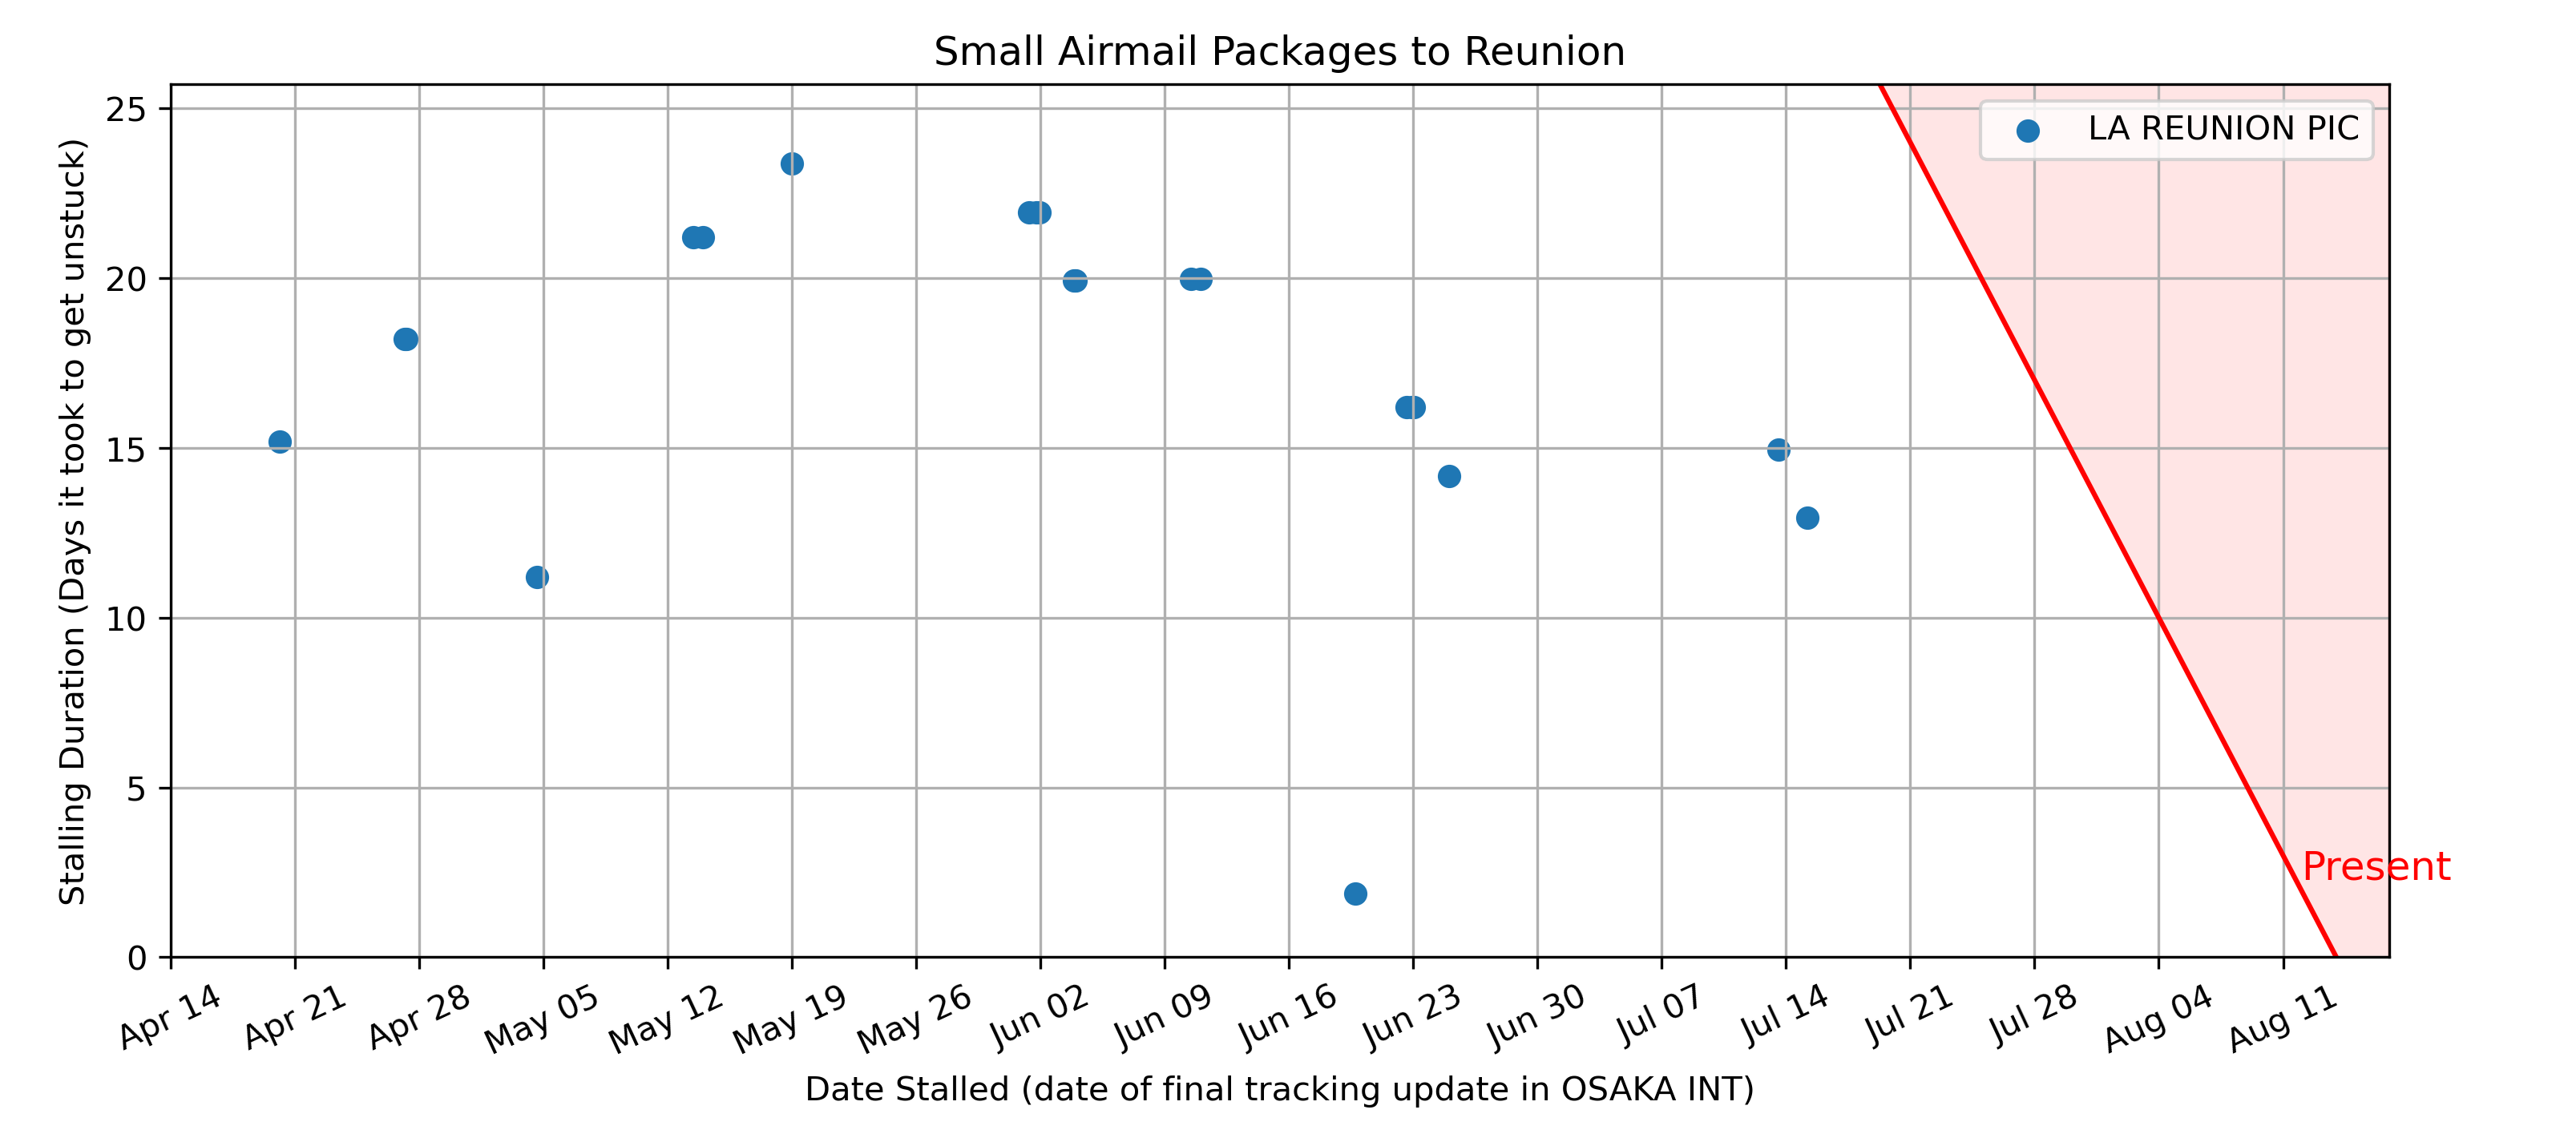 Small Airmail Packages to Reunion
LA REUNION PIC
Stalling Duration (Days it took to get unstuck)
25
20
15
10
5
0
Present
Apr 14
Apr 21
Apr 28
May 05
May 12
May 19
May 26
Jun 02
Jun 09
Jun 16
Jun 23
Jun 30
Jul 07
Jul 14
Jul 21
Jul 28
Aug 04
Aug 11
Date Stalled (date of final tracking update in OSAKA INT)